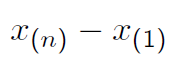 x_{(n)} − x_{(1)}